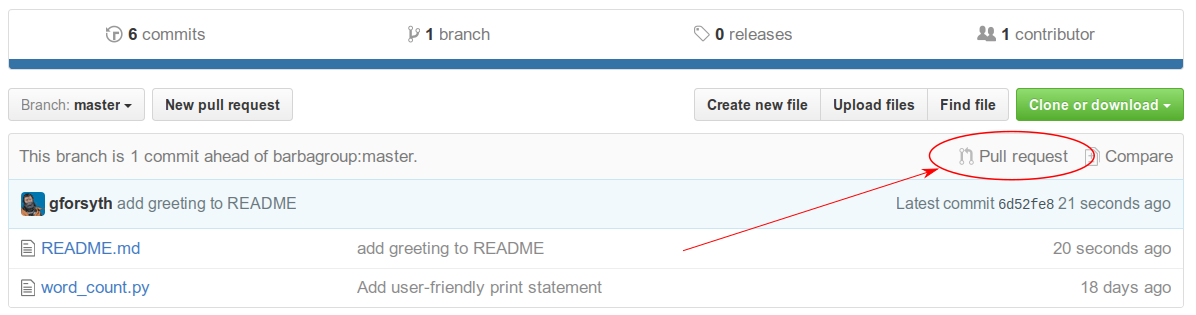 6 commits 1 branch 0 releases 1 contributor
Branch: master New pull request Create new file Upload files Find file Clone or download
This branch is 1 commit ahead of barbagroup:master. Pull request Compare
gforsyth add greeting to README Latest commit 6d52fe8 21 seconds ago
README.md add greeting to README 20 seconds ago
word_count.py Add user-friendly print statement 18 days ago